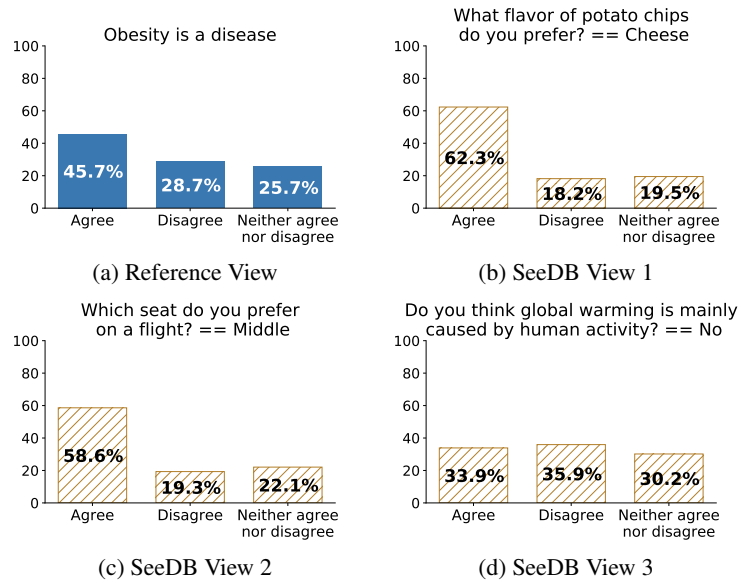 Obesity is a disease
100
80
60
40
20
0
45.7%
28.7%
25.7%
Agree
Disagree
Neither agree
nor disagree
(a) Reference View
What flavor of potato chips
do you prefer? == Cheese
100
80
60
40
20
0
62.3%
18.2%
19.5%
Agree
Disagree
Neither agree
nor disagree
(b) SeeDB View 1
Which seat do you prefer
on a flight? == Middle
100
80
60
40
20
0
58.6%
19.3%
22.1%
Agree
Disagree
Neither agree
nor disagree
(c) SeeDB View 2
Do you think global warming is mainly
caused by human activity? == No
100
80
60
40
20
0
33.9%
35.9%
30.2%
Agree
Disagree
Neither agree
nor disagree
(d) SeeDB View 3